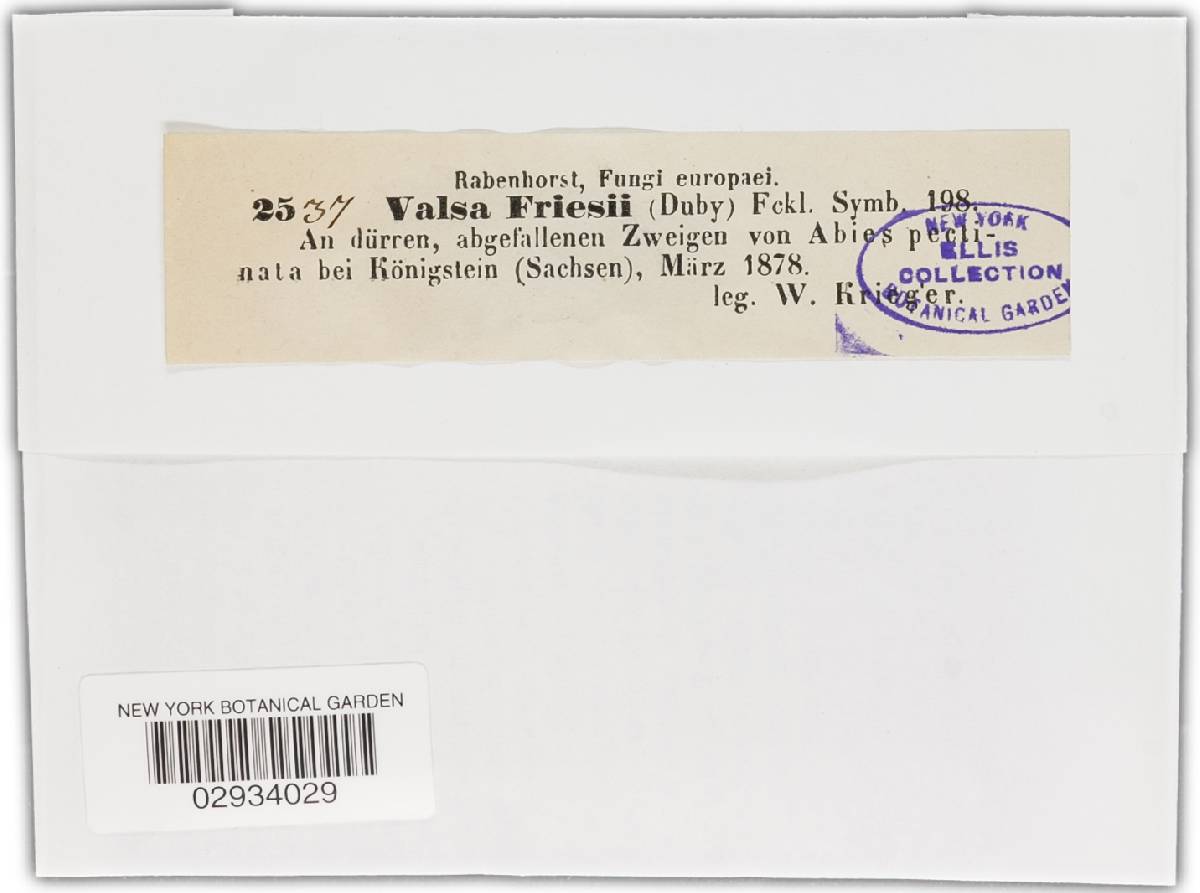 Rabenhorst, Fungi europaei.
2537 Valsa Friesii (Duby) Fckl. Symb. 198.
An dürren, abgefallenen Zweigen von Abies pecti-
nata bei Königstein (Sachsen), März 1878.
leg. W. Krieger.
NEW YORK
ELLIS
COLLECTION
BOTANICAL GARDEN
NEW YORK BOTANICAL GARDEN
02934029